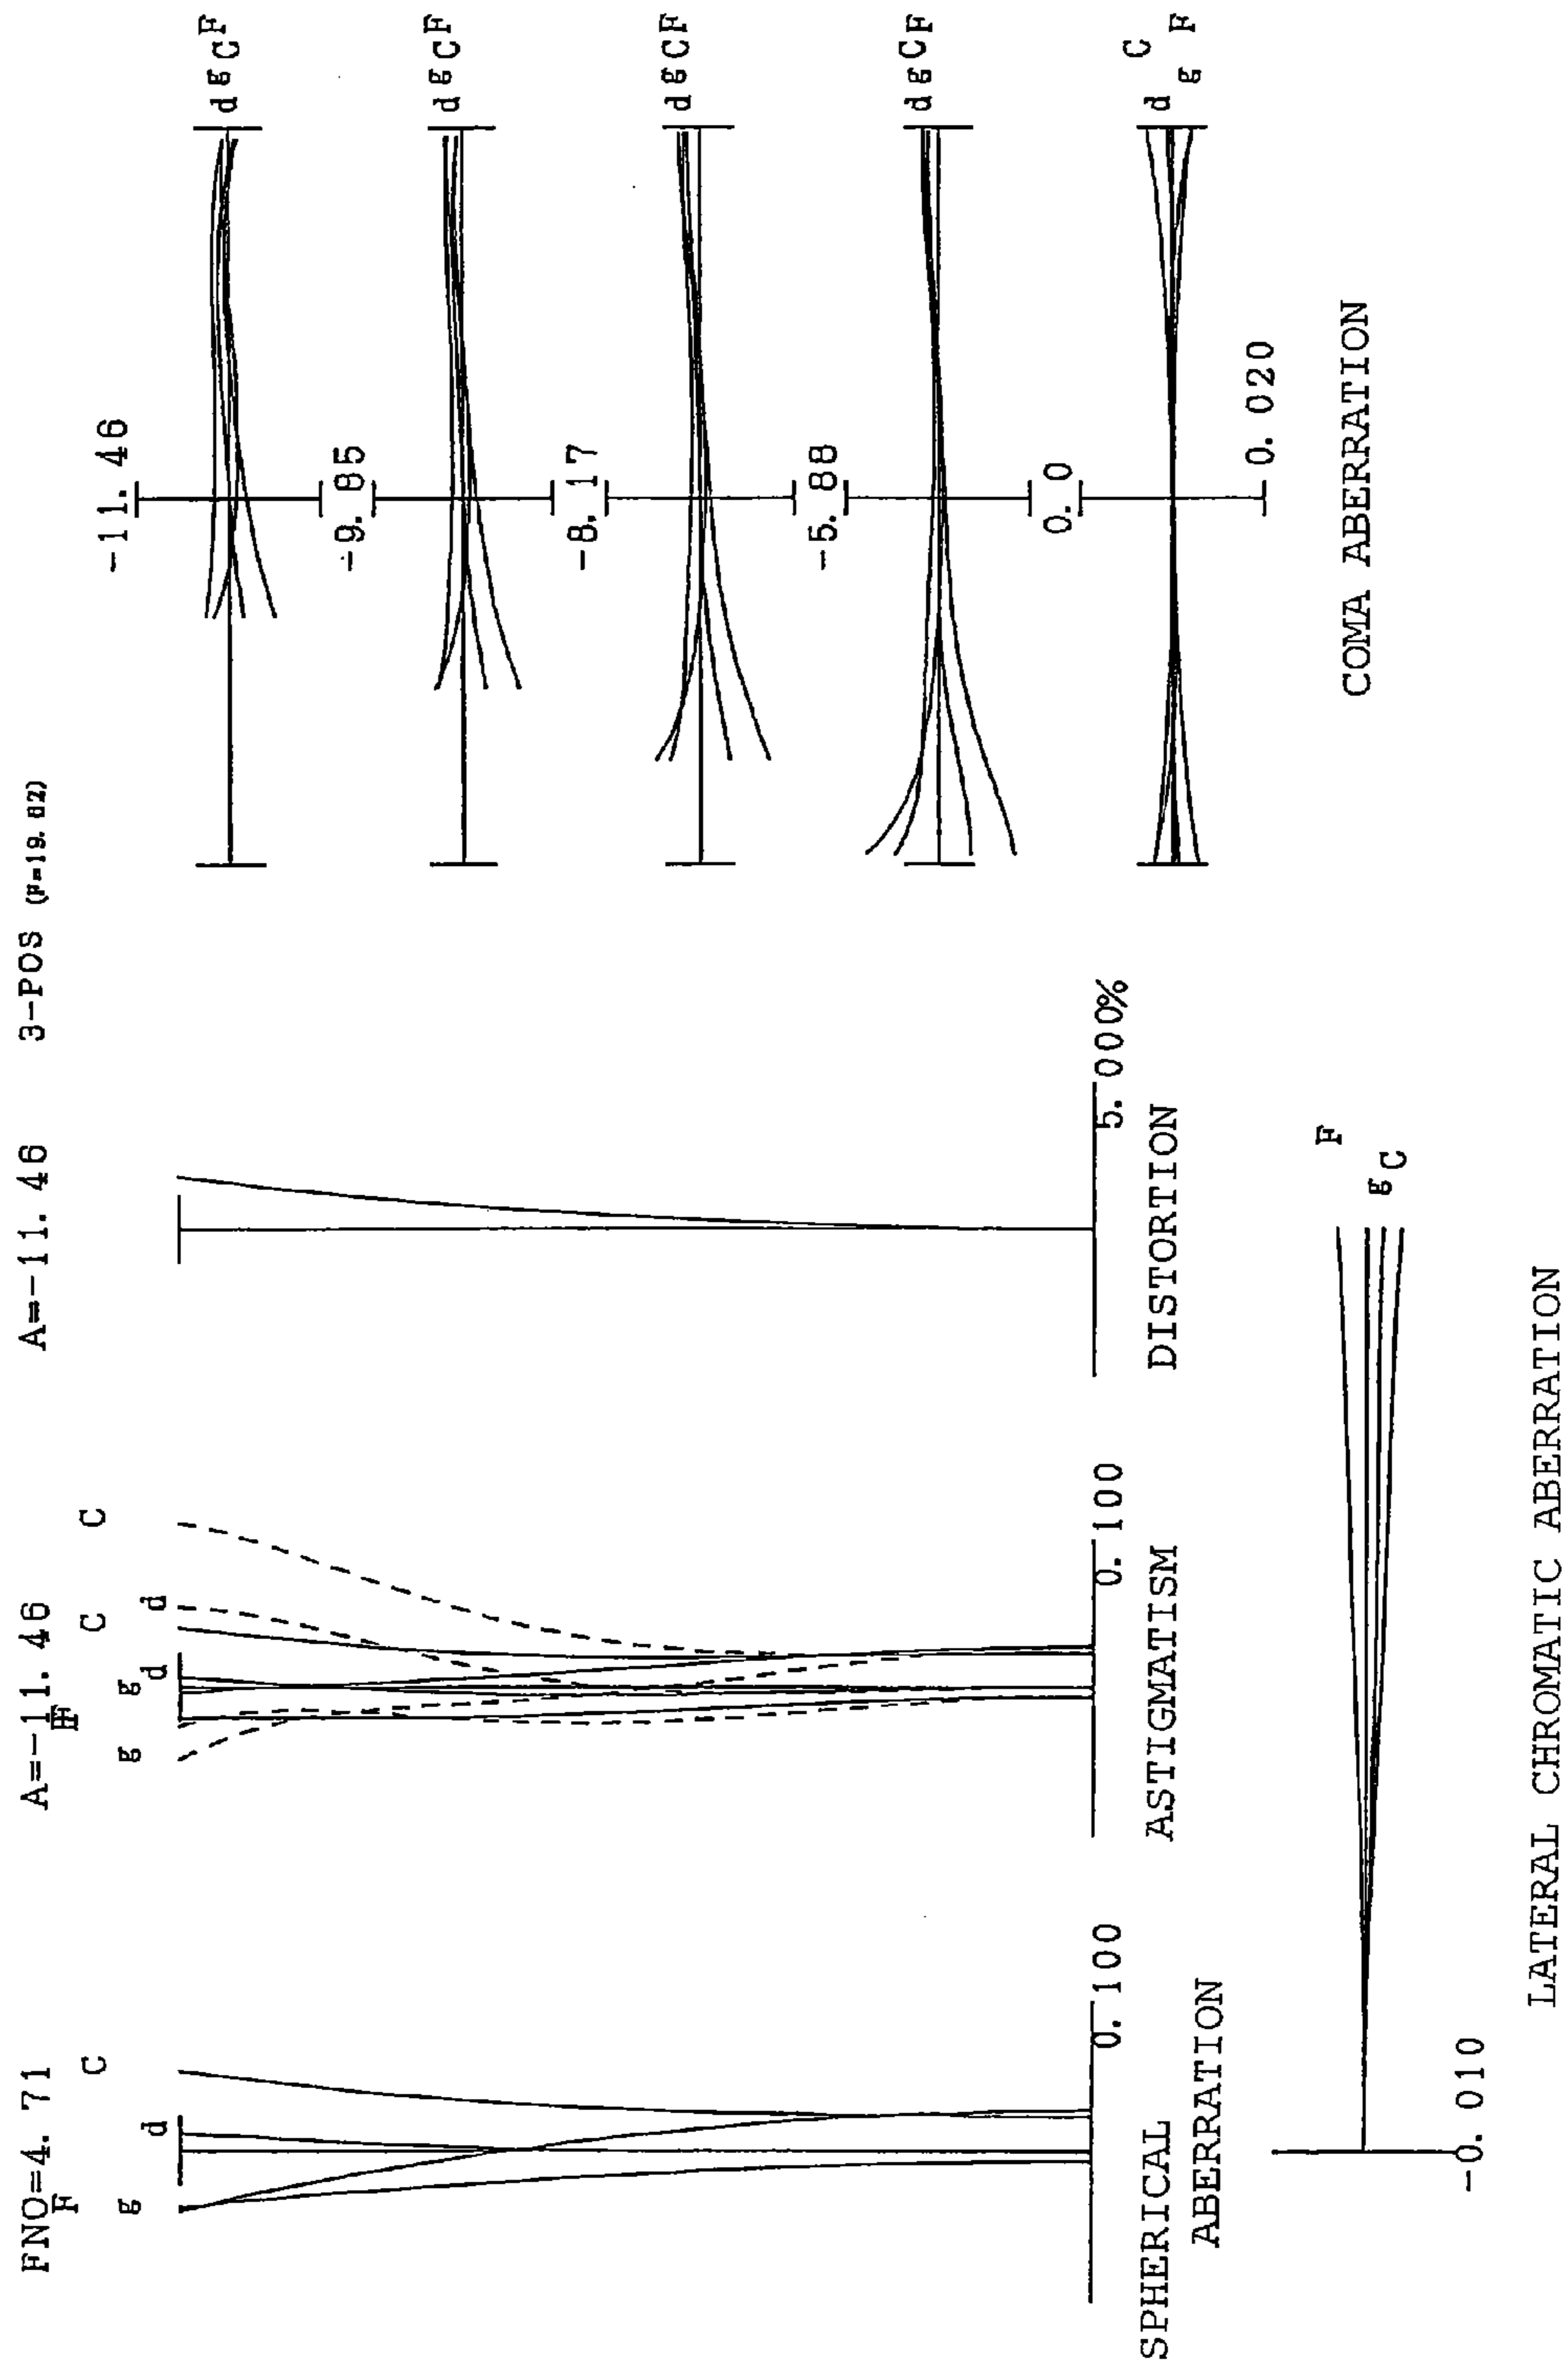 FNO=4. 71
F
g
d
C
0. 100
SPHERICAL
ABERRATION
A=-11. 46
F
g
g
d
C
d
C
0. 100
ASTIGMATISM
A=-11. 46
5. 000%
DISTORTION
3-POS (F=19. 02)
-11. 46
d g C F
-9. 85
d g C F
-8. 17
d g C F
-5. 88
d g C F
0. 0
d g C F
0. 020
COMA ABERRATION
F
g C
-0. 010
LATERAL CHROMATIC ABERRATION